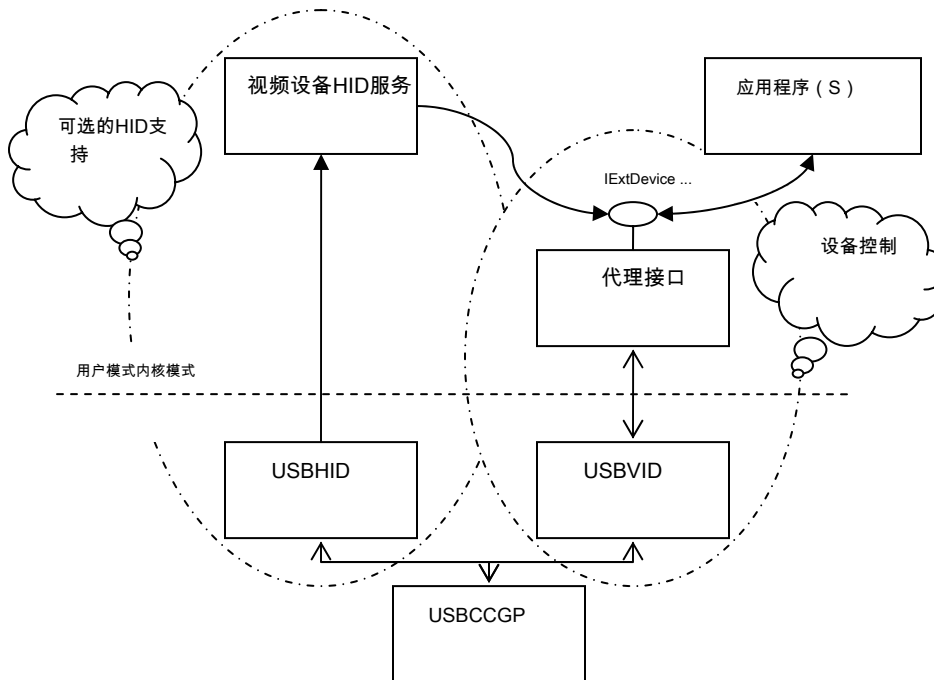 视频设备HID服务
应用程序（S）
可选的HID支
持
IExtDevice ...
设备控制
代理接口
用户模式内核模式
USBHID
USBVID
USBCCGP